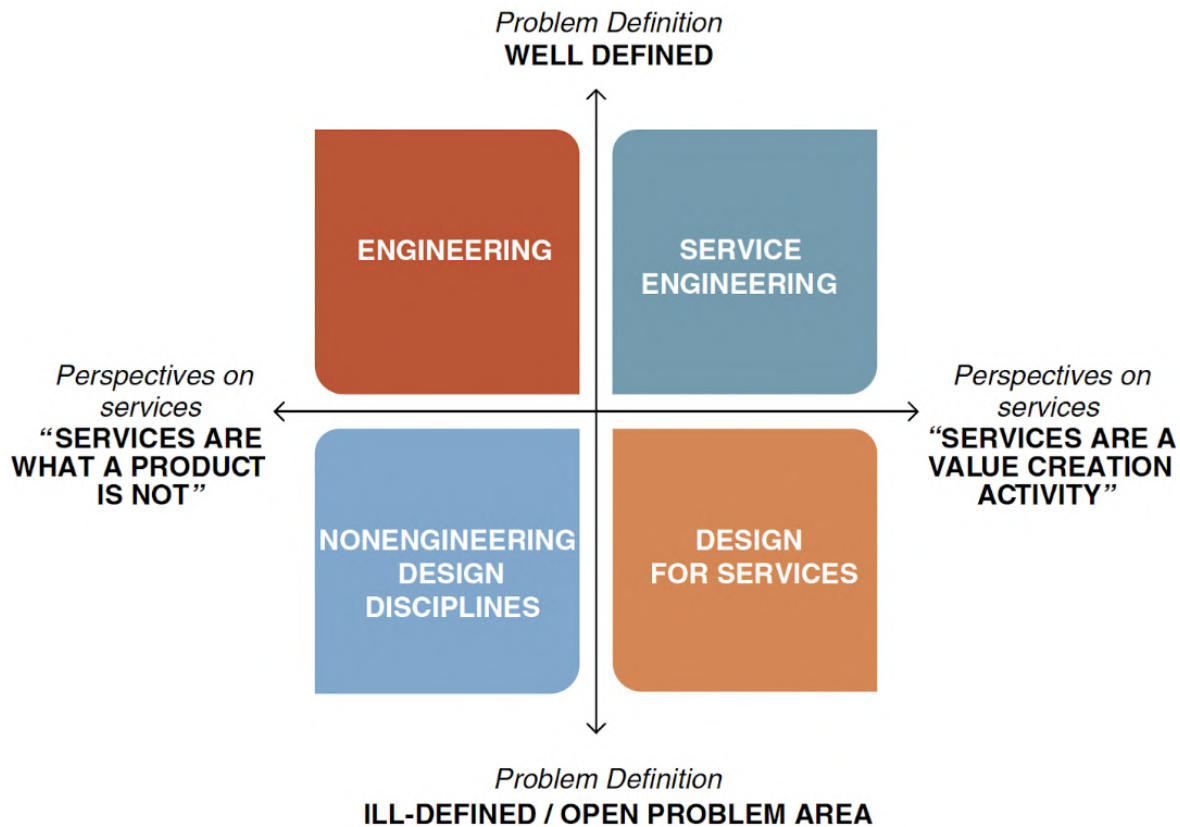 Problem Definition
WELL DEFINED
ENGINEERING
SERVICE
ENGINEERING
Perspectives on
services
“SERVICES ARE
WHAT A PRODUCT
IS NOT”
Perspectives on
services
“SERVICES ARE A
VALUE CREATION
ACTIVITY”
NONENGINEERING
DESIGN
DISCIPLINES
DESIGN
FOR SERVICES
Problem Definition
ILL-DEFINED / OPEN PROBLEM AREA